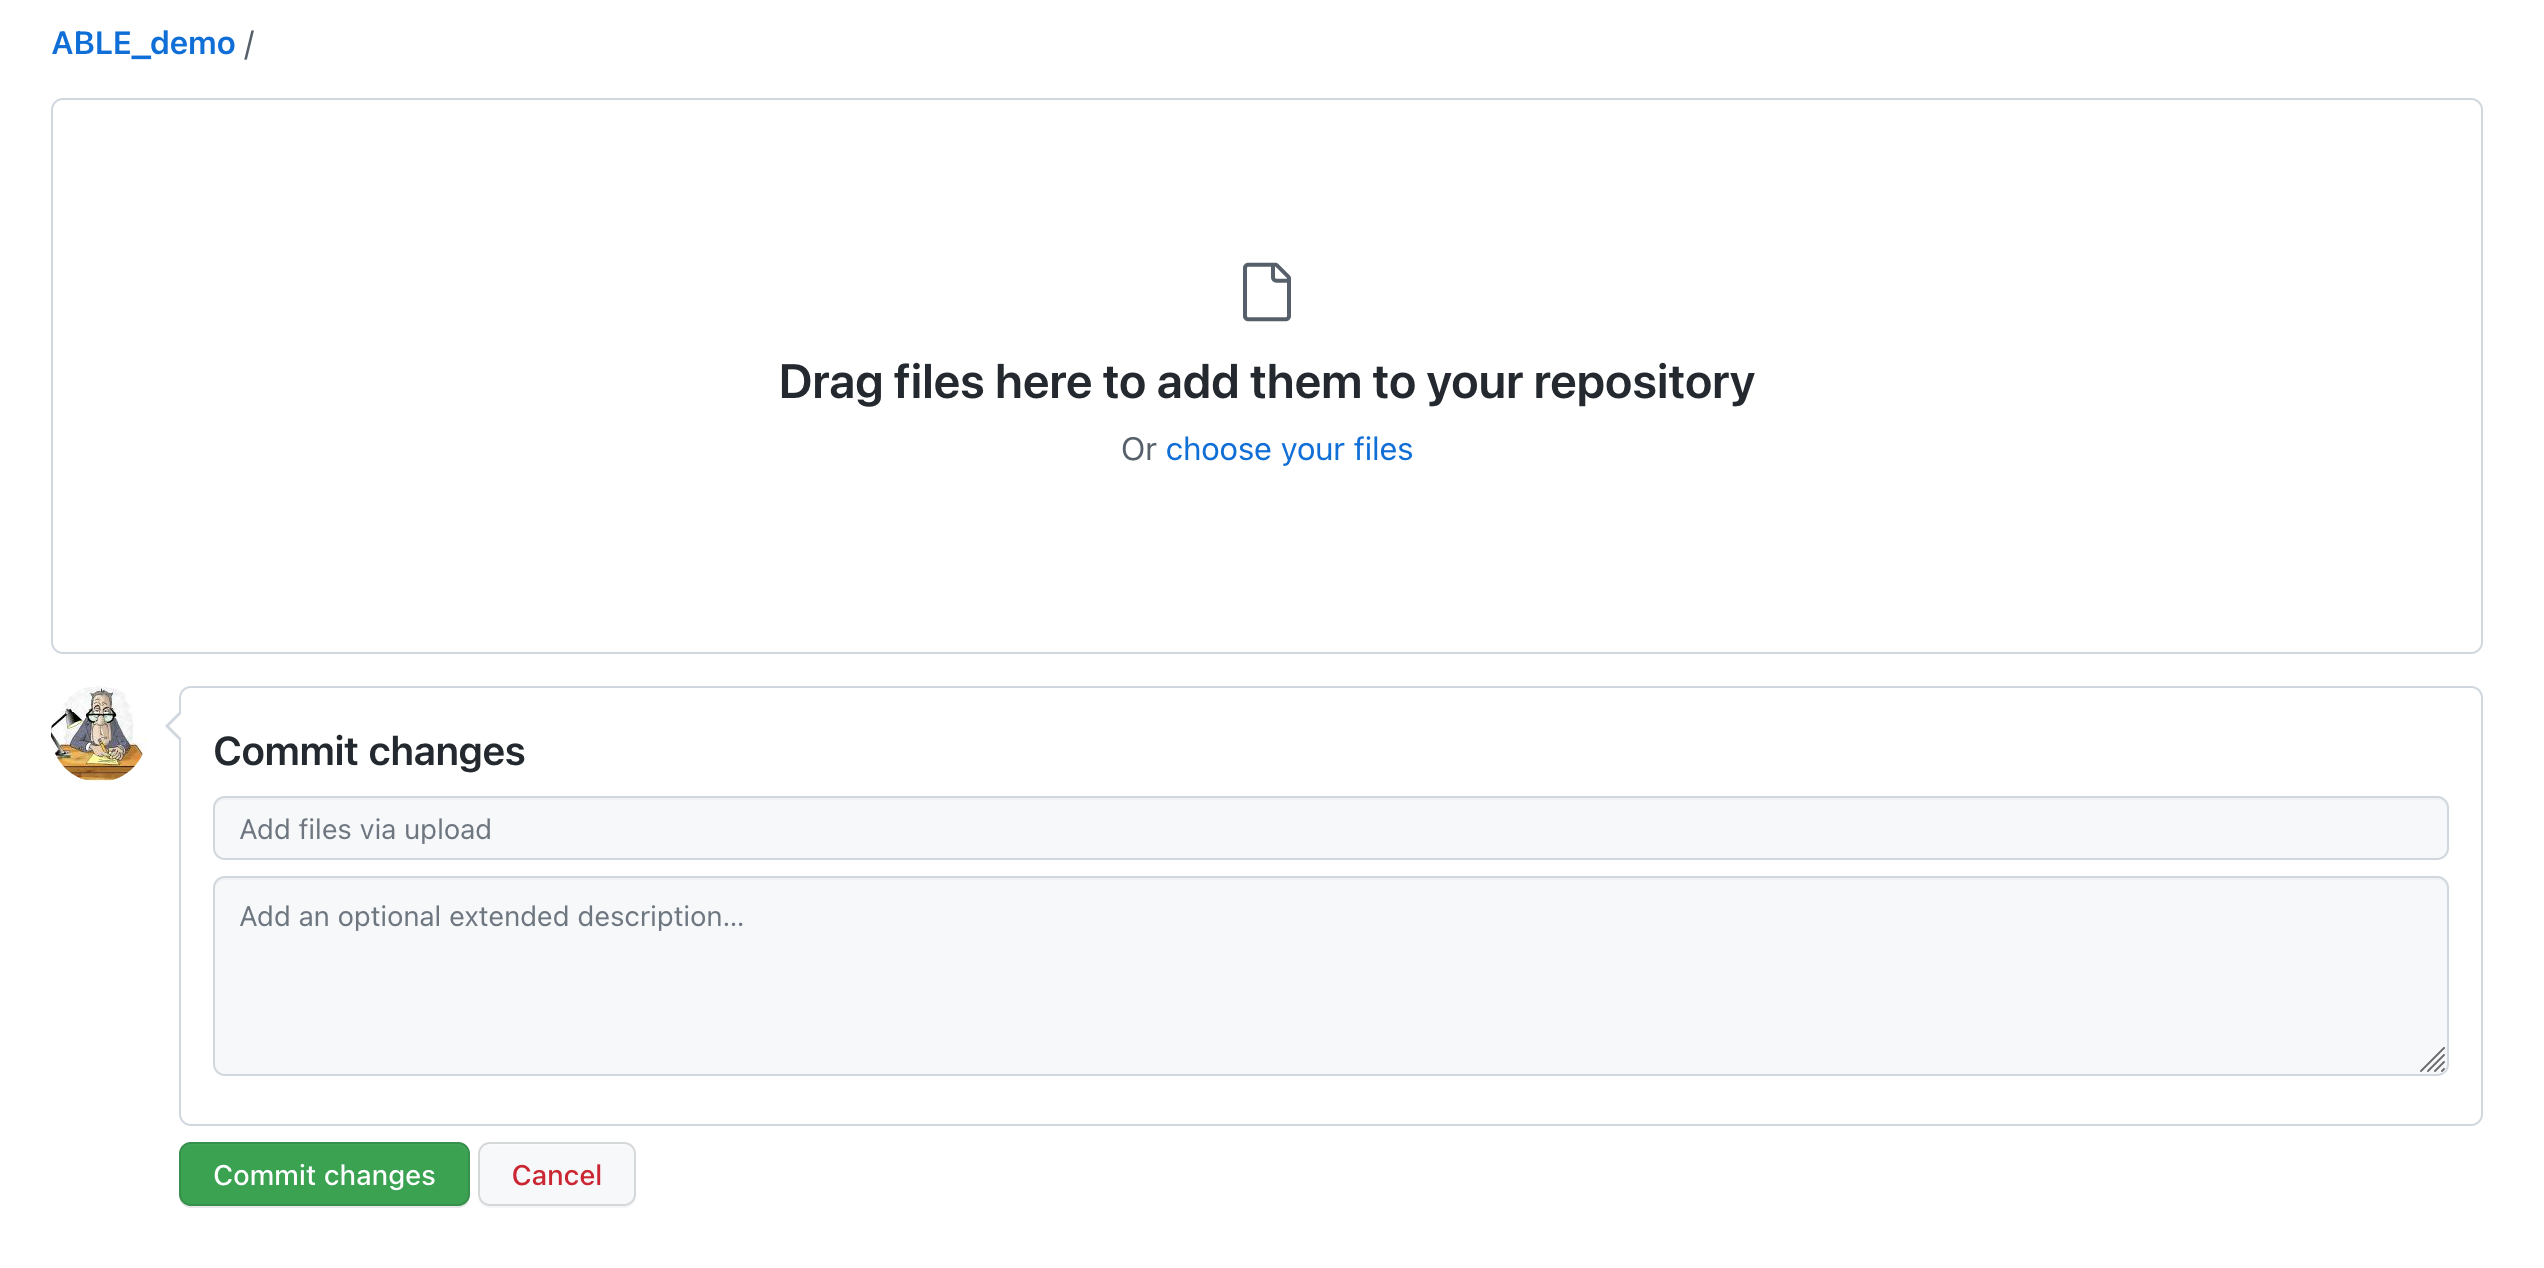 ABLE_demo /
Drag files here to add them to your repository
Or choose your files
Commit changes
Add files via upload
Add an optional extended description...
Commit changes
Cancel